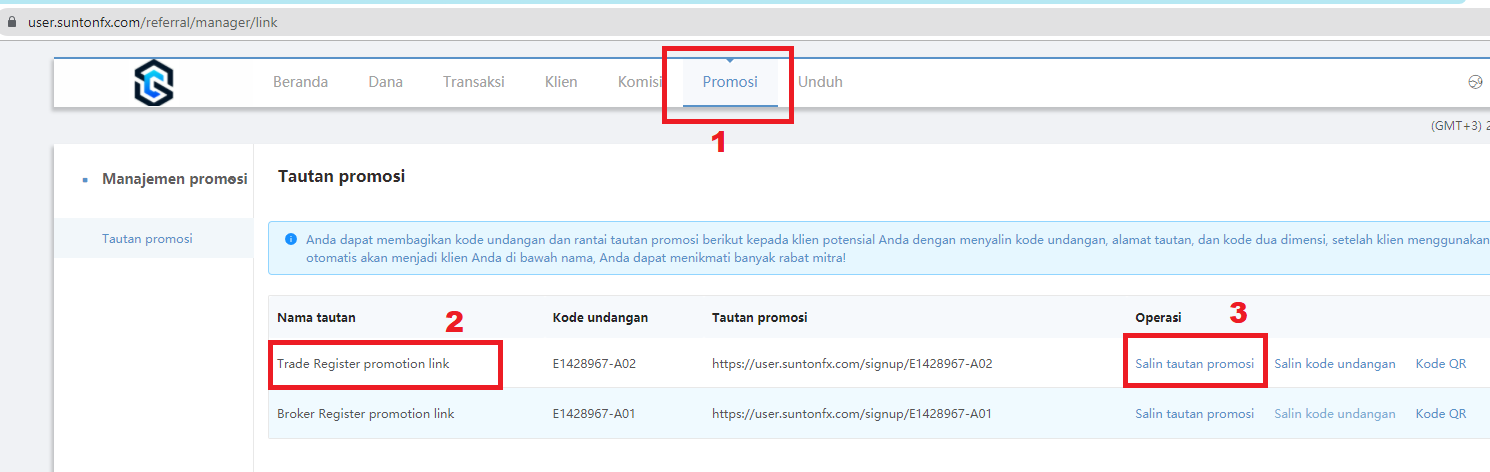 user.suntonfx.com/referral/manager/link
Beranda Dana Transaksi Klien Komisi Promosi Unduh
1
(GMT+3) 2
Manajemen promosi
Tautan promosi
Tautan promosi
Anda dapat membagikan kode undangan dan rantai tautan promosi berikut kepada klien potensial Anda dengan menyalin kode undangan, alamat tautan, dan kode dua dimensi, setelah klien menggunakan
otomatis akan menjadi klien Anda di bawah nama, Anda dapat menikmati banyak rabat mitra!
2
3
Nama tautan Kode undangan Tautan promosi Operasi
Trade Register promotion link E1428967-A02 https://user.suntonfx.com/signup/E1428967-A02 Salin tautan promosi Salin kode undangan Kode QR
Broker Register promotion link E1428967-A01 https://user.suntonfx.com/signup/E1428967-A01 Salin tautan promosi Salin kode undangan Kode QR